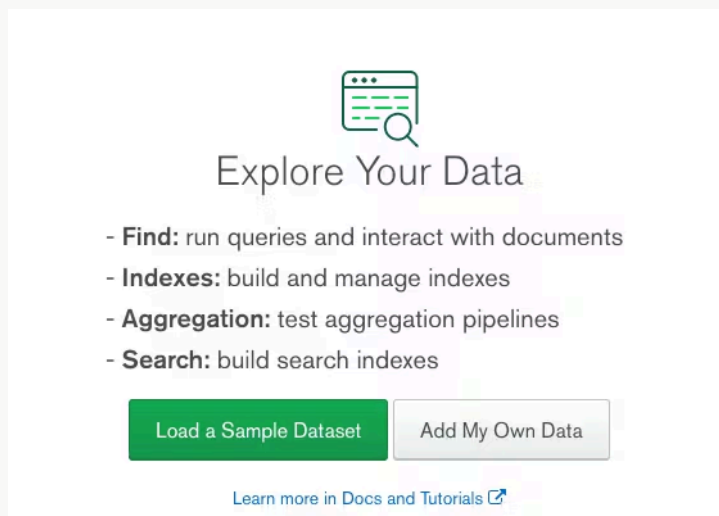 Explore Your Data
- Find: run queries and interact with documents
- Indexes: build and manage indexes
- Aggregation: test aggregation pipelines
- Search: build search indexes
Load a Sample Dataset Add My Own Data
Learn more in Docs and Tutorials